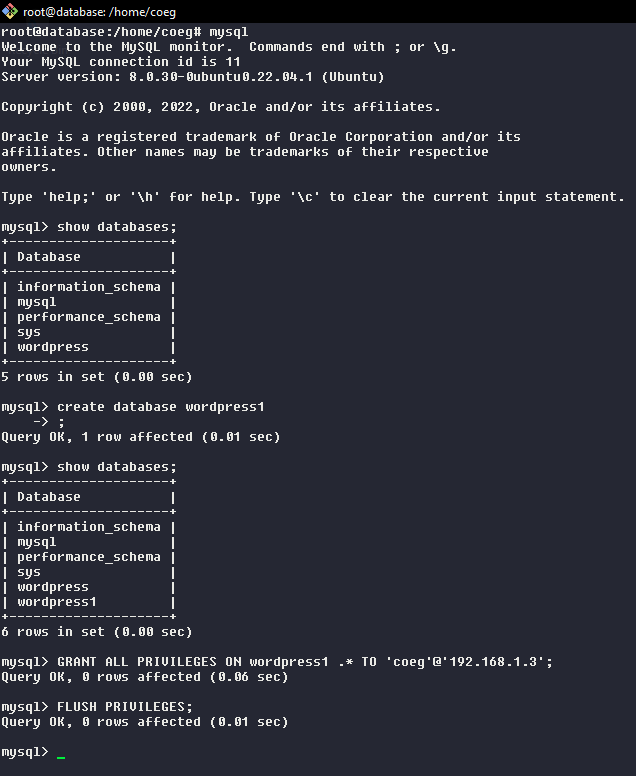 root@database: /home/coeg
root@database:/home/coeg# mysql
Welcome to the MySQL monitor.  Commands end with ; or \g.
Your MySQL connection id is 11
Server version: 8.0.30-0ubuntu0.22.04.1 (Ubuntu)
Copyright (c) 2000, 2022, Oracle and/or its affiliates.
Oracle is a registered trademark of Oracle Corporation and/or its
affiliates. Other names may be trademarks of their respective
owners.
Type 'help;' or '\h' for help. Type '\c' to clear the current input statement.
mysql> show databases;
+--------------------+
| Database           |
+--------------------+
| information_schema |
| mysql              |
| performance_schema |
| sys                |
| wordpress          |
+--------------------+
5 rows in set (0.00 sec)
mysql> create database wordpress1
    -> ;
Query OK, 1 row affected (0.01 sec)
mysql> show databases;
+--------------------+
| Database           |
+--------------------+
| information_schema |
| mysql              |
| performance_schema |
| sys                |
| wordpress          |
| wordpress1         |
+--------------------+
6 rows in set (0.00 sec)
mysql> GRANT ALL PRIVILEGES ON wordpress1 .* TO 'coeg'@'192.168.1.3';
Query OK, 0 rows affected (0.06 sec)
mysql> FLUSH PRIVILEGES;
Query OK, 0 rows affected (0.01 sec)
mysql> _